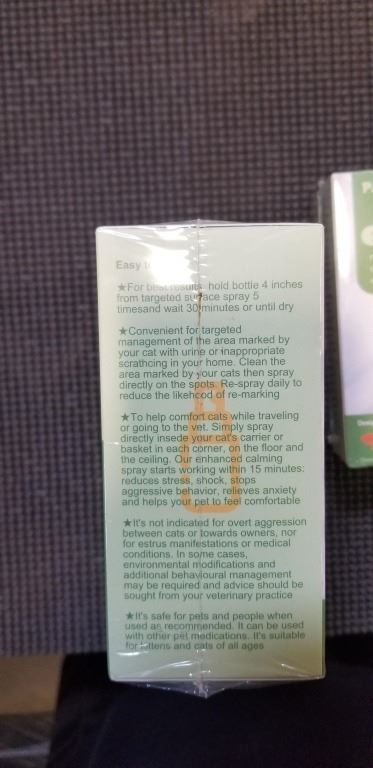 Easy
★For best results hold bottle 4 inches
from targeted surface spray 5
timesand wait 30 minutes or until dry
★Convenient for targeted
management of the area marked by
your cat with urine or inappropriate
scrathcing in your home. Clean the
area marked by your cats then spray
directly on the spots. Re-spray daily to
reduce the likehood of re-marking
★To help comfort cats while traveling
or going to the vet. Simply spray
directly insede your cat's carrier or
basket in each corner, on the floor and
the ceiling. Our enhanced calming
spray starts working within 15 minutes:
reduces stress, shock, stops
aggressive behavior, relieves anxiety
and helps your pet to feel comfortable
★It's not indicated for overt aggression
between cats or towards owners, nor
for estrus manifestations or medical
conditions. In some cases,
environmental modifications and
additional behavioural management
may be required and advice should be
sought from your veterinary practice
★It's safe for pets and people when
used as recommended. It can be used
with other pet medications. It's suitable
for kittens and cats of all ages